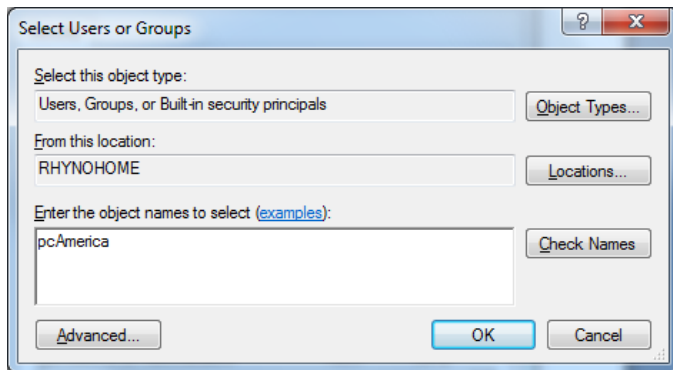 Select Users or Groups
Select this object type:
Users, Groups, or Built-in security principals
Object Types...
From this location:
RHYNOHOME
Locations...
Enter the object names to select (examples):
pcAmerica
Check Names
Advanced...
OK
Cancel